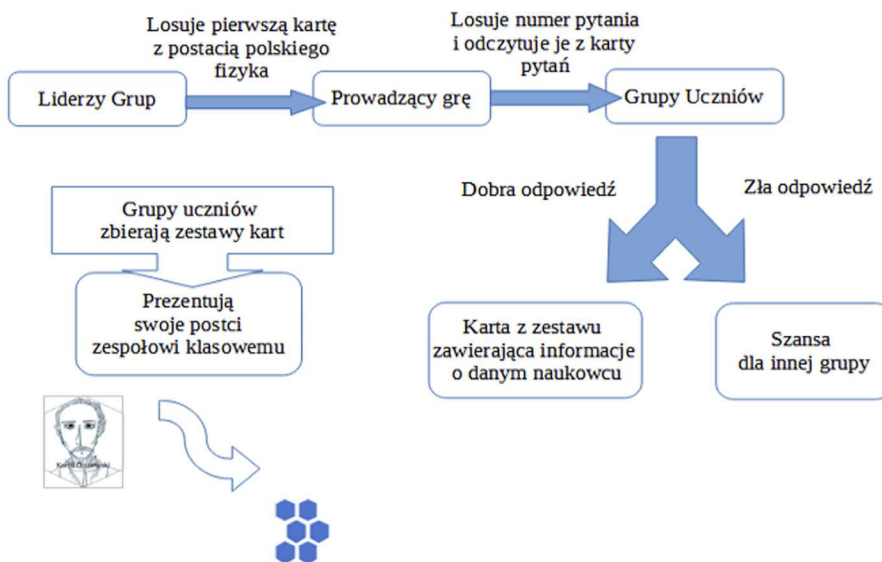 Losuje pierwszą kartę
z postacią polskiego
fizyka
Losuje numer pytania
i odczytuje je z karty
pytań
Liderzy Grup
Prowadzący grę
Grupy Uczniów
Dobra odpowiedź
Zła odpowiedź
Grupy uczniów
zbierają zestawy kart
Prezentują
swoje postci
zespołowi klasowemu
Karta z zestawu
zawierająca informacje
o danym naukowcu
Szansa
dla innej grupy